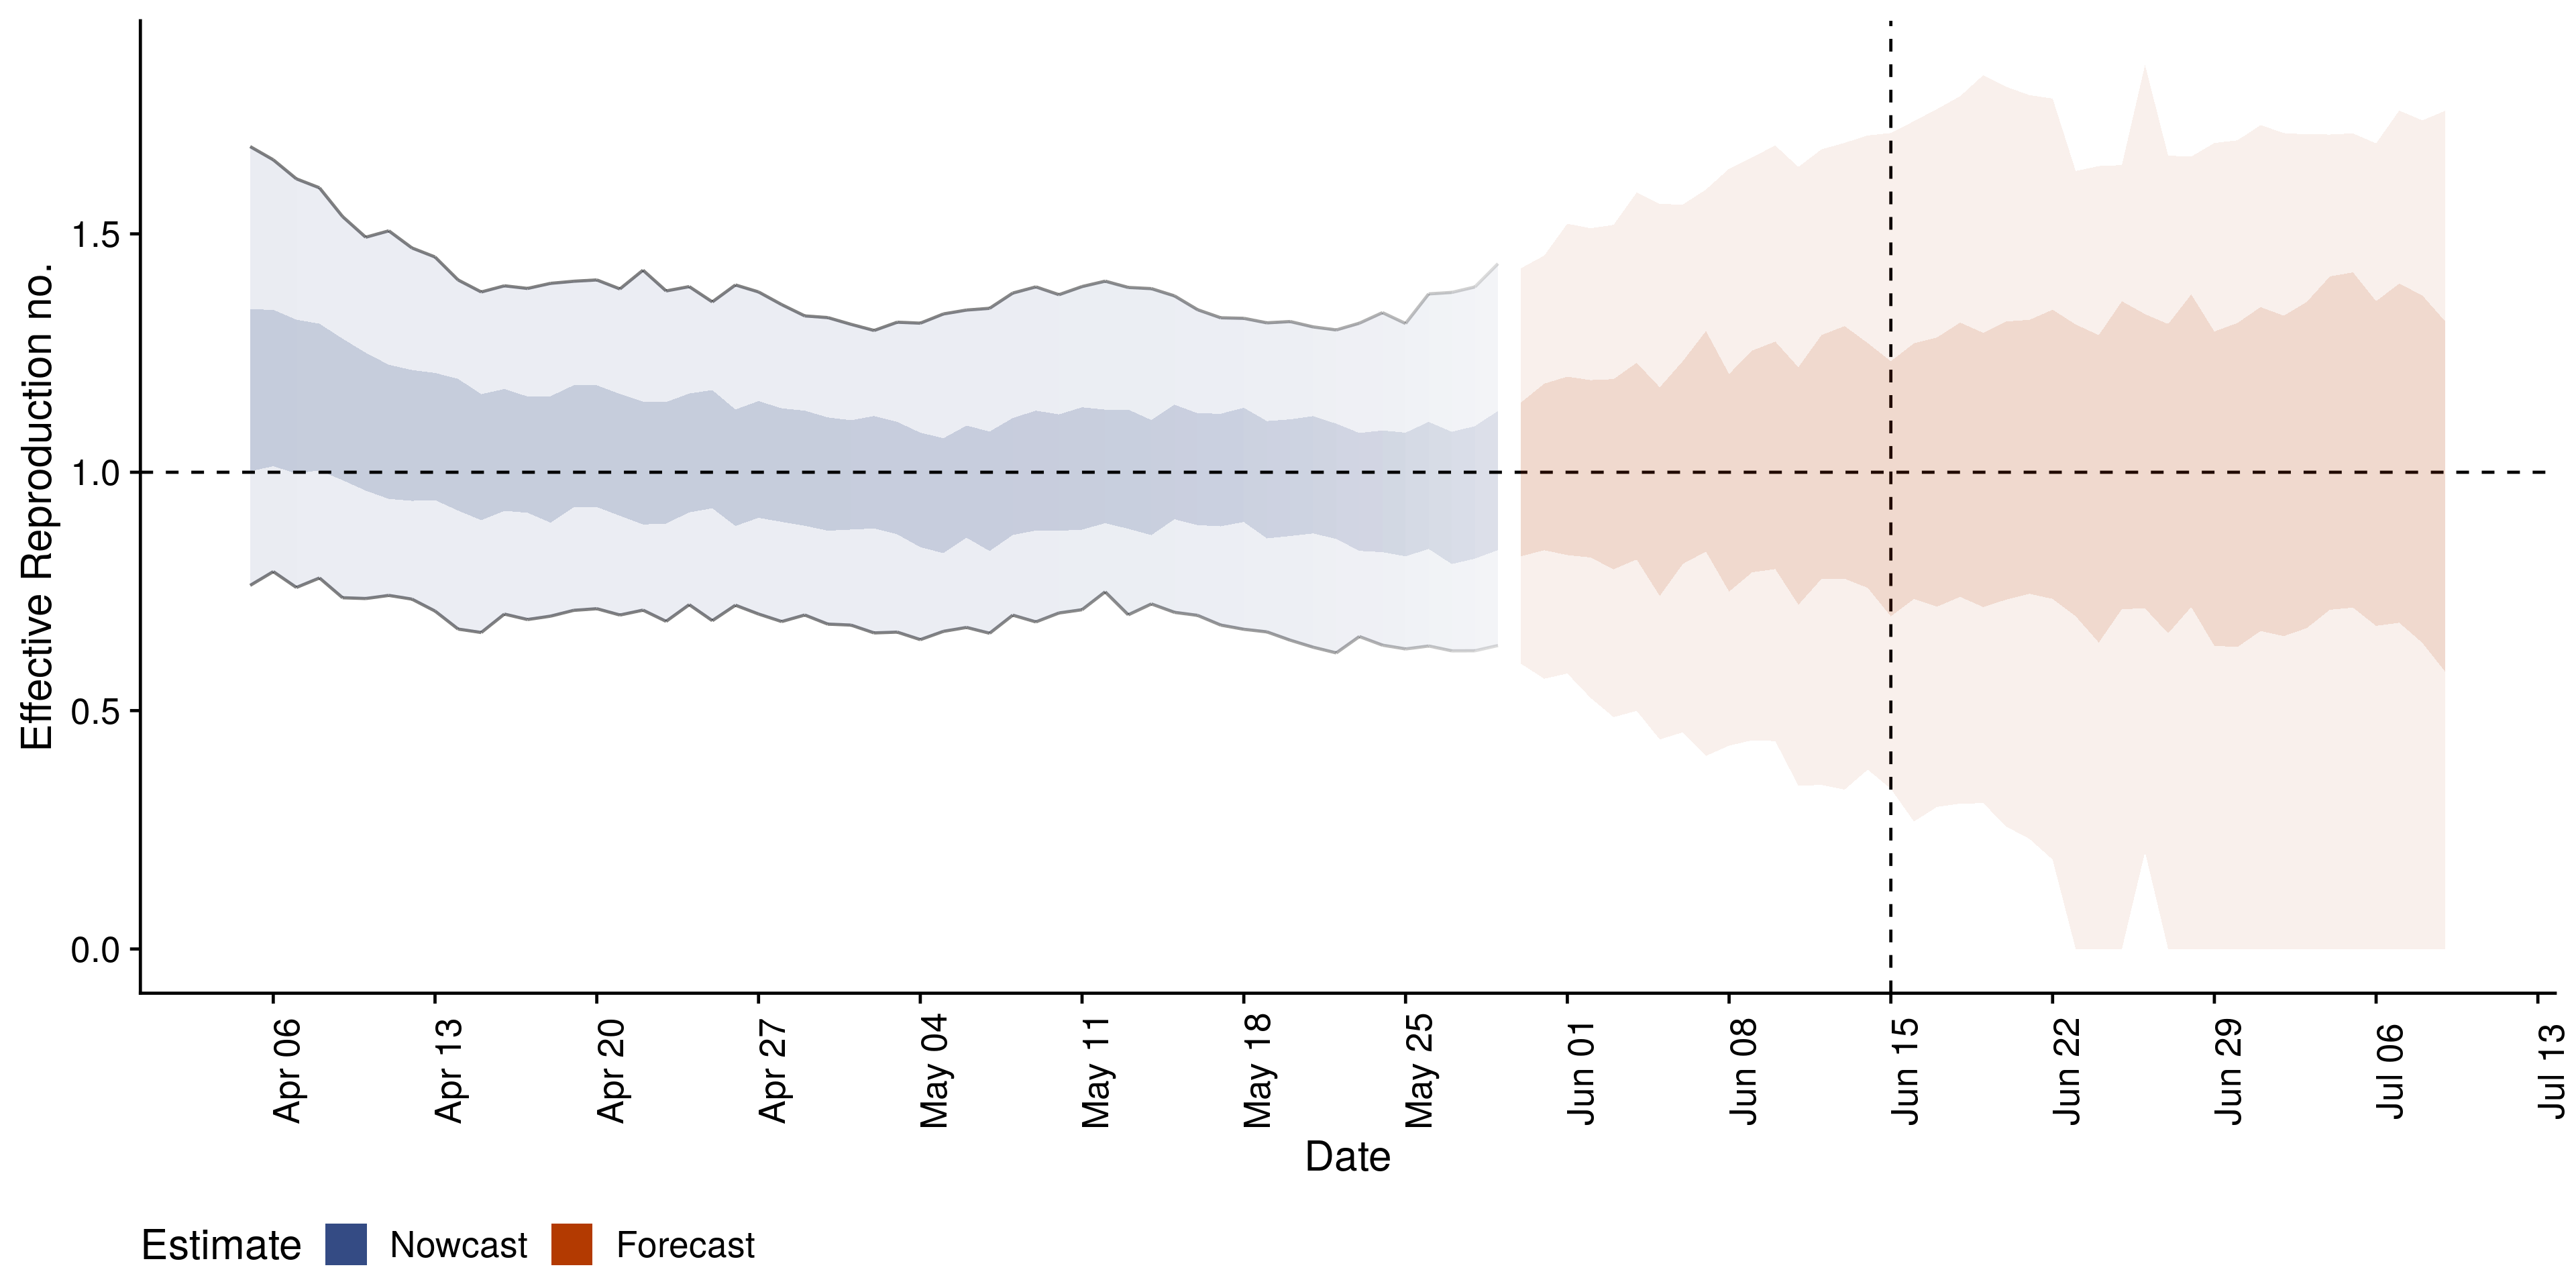 Effective Reproduction no.
1.5
1.0
0.5
0.0
Apr 06
Apr 13
Apr 20
Apr 27
May 04
May 11
May 18
May 25
Jun 01
Jun 08
Jun 15
Jun 22
Jun 29
Jul 06
Jul 13
Date
Estimate Nowcast Forecast